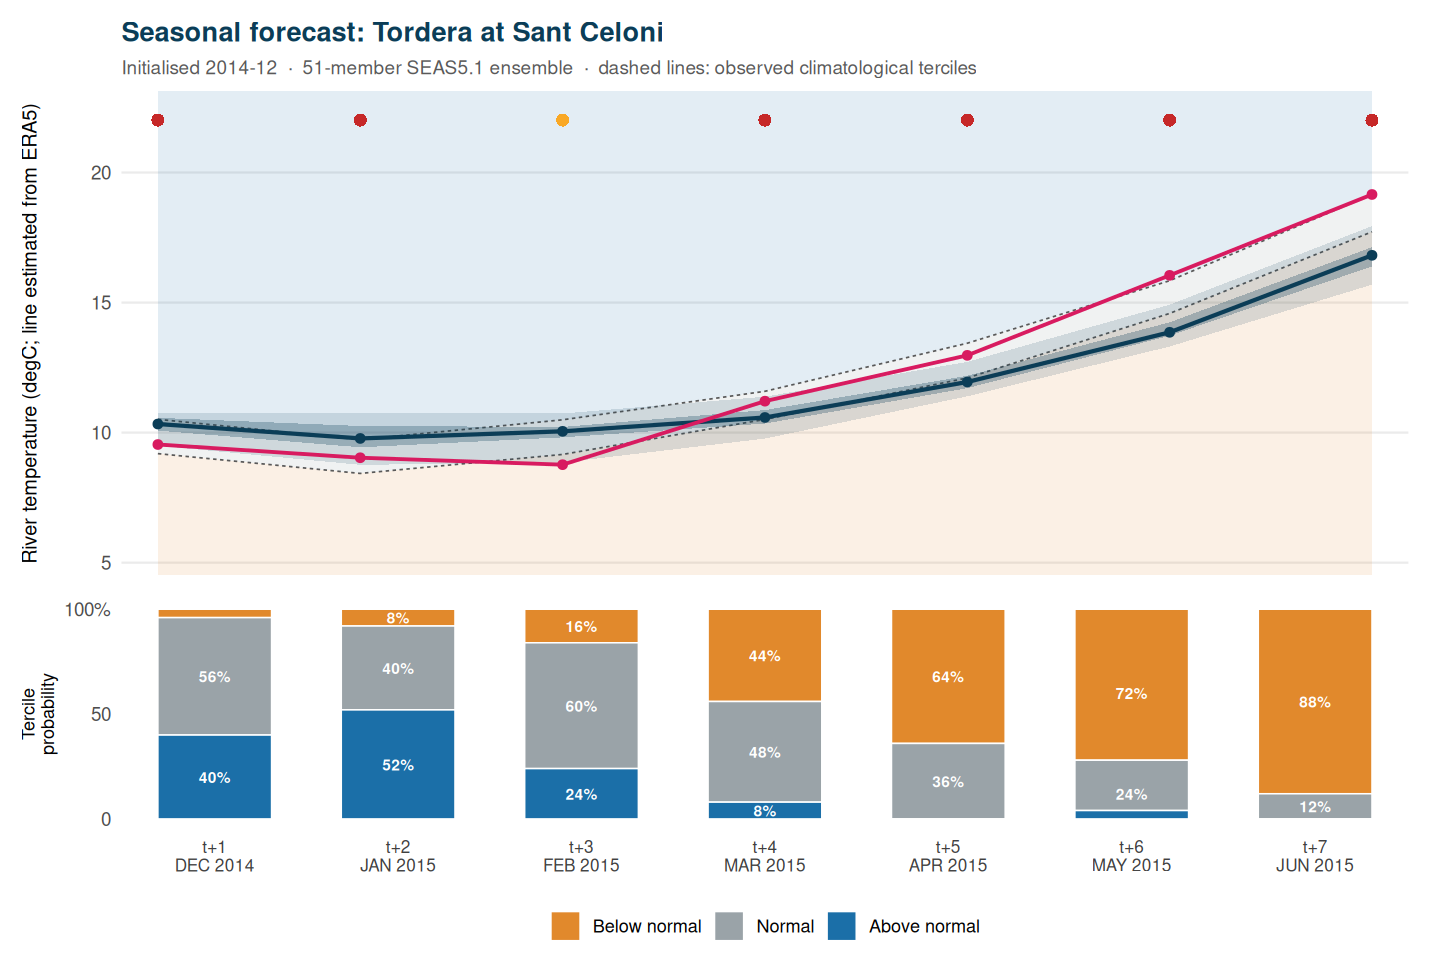 Seasonal forecast: Tordera at Sant Celoni
Initialised 2014-12 · 51-member SEAS5.1 ensemble · dashed lines: observed climatological terciles
River temperature (degC; line estimated from ERA5)
20
15
10
5
Tercile
probability
100%
50
0
8%
16%
44%
64%
72%
88%
56%
40%
60%
48%
36%
24%
12%
40%
52%
24%
8%
t+1
DEC 2014
t+2
JAN 2015
t+3
FEB 2015
t+4
MAR 2015
t+5
APR 2015
t+6
MAY 2015
t+7
JUN 2015
Below normal
Normal
Above normal